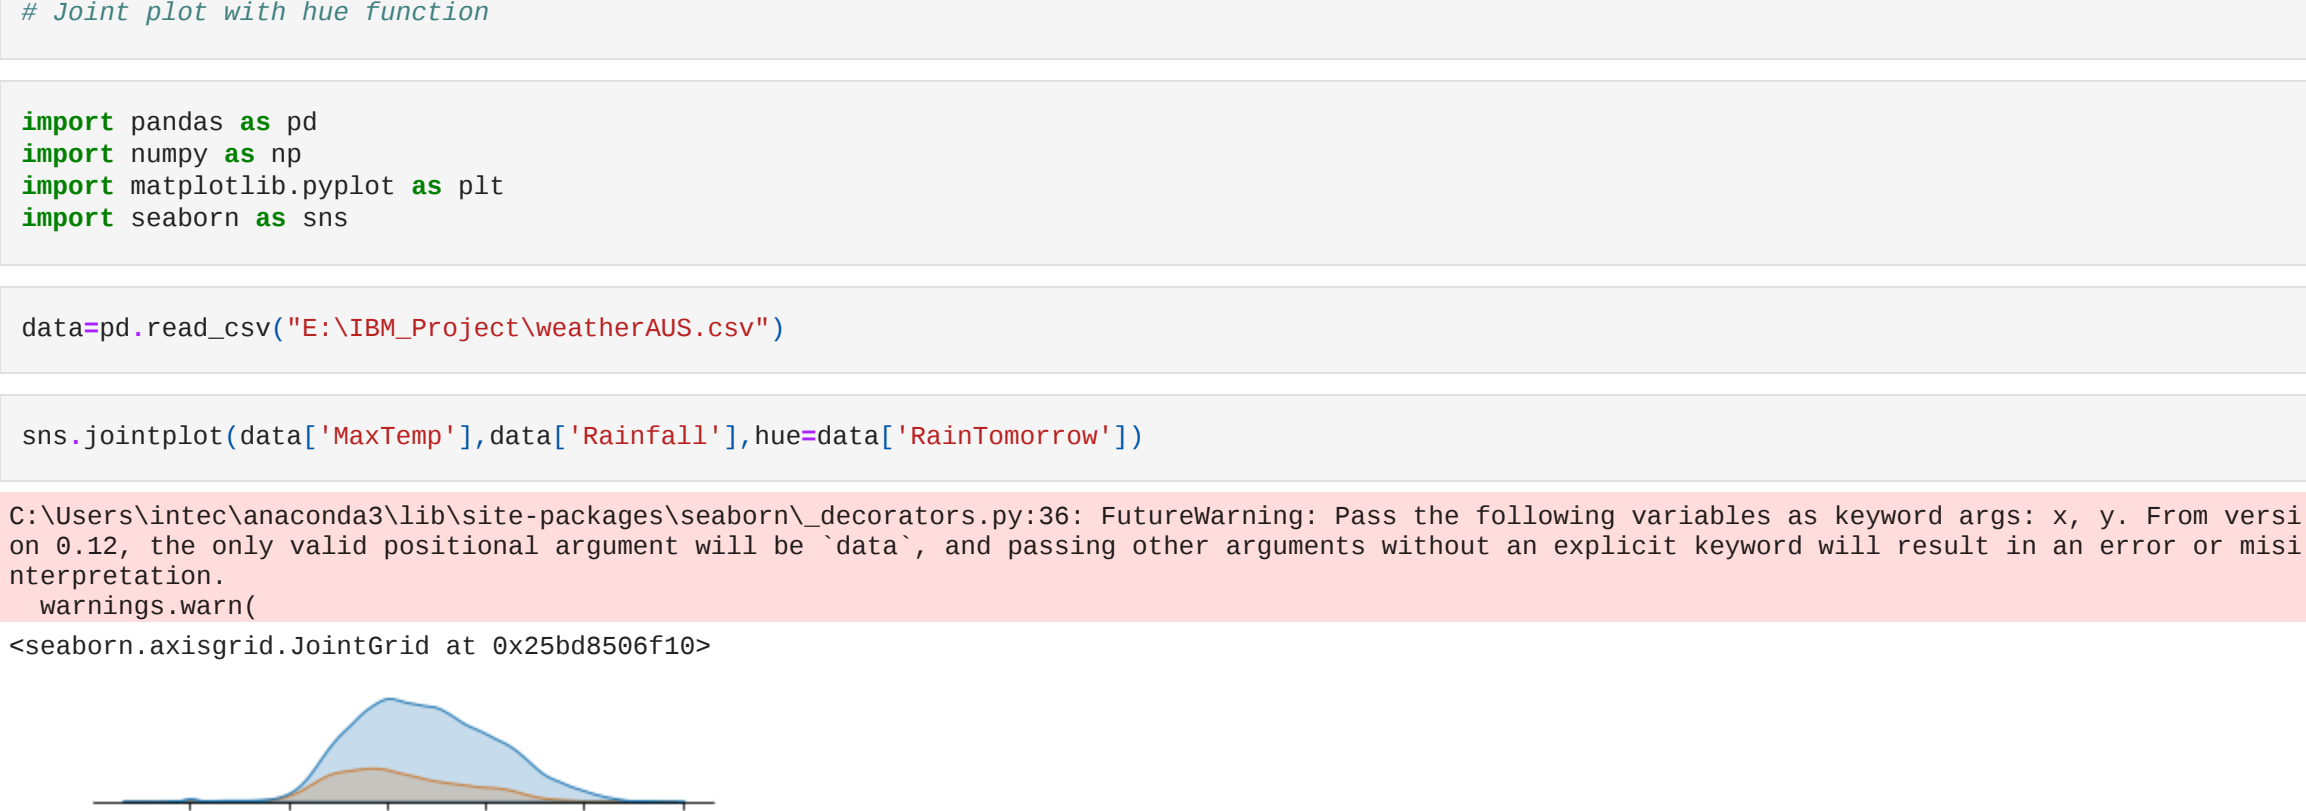 # Joint plot with hue function
import pandas as pd
import numpy as np
import matplotlib.pyplot as plt
import seaborn as sns
data=pd.read_csv("E:\IBM_Project\weatherAUS.csv")
sns.jointplot(data['MaxTemp'],data['Rainfall'],hue=data['RainTomorrow'])
C:\Users\intec\anaconda3\lib\site-packages\seaborn\_decorators.py:36: FutureWarning: Pass the following variables as keyword args: x, y. From versi
on 0.12, the only valid positional argument will be `data`, and passing other arguments without an explicit keyword will result in an error or misi
nterpretation.
  warnings.warn(
<seaborn.axisgrid.JointGrid at 0x25bd8506f10>